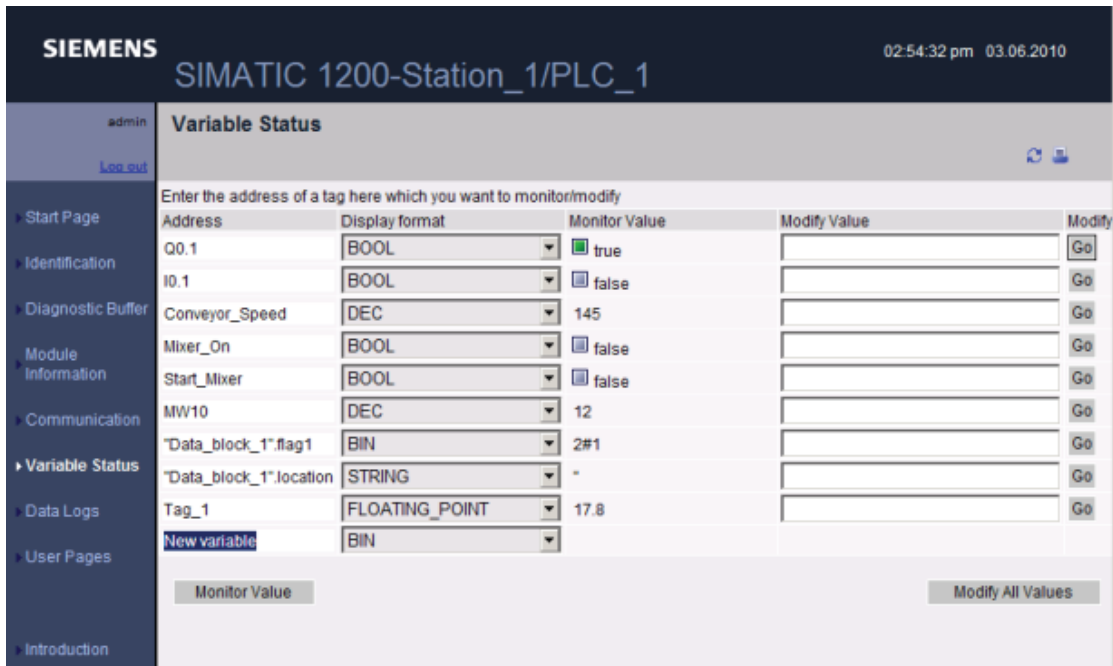 SIEMENS
SIMATIC 1200-Station_1/PLC_1
02:54:32 pm 03.06.2010
admin
Log out
Variable Status
Start Page
Identification
Diagnostic Buffer
Module
Information
Communication
Variable Status
Data Logs
User Pages
Introduction
Enter the address of a tag here which you want to monitor/modify
Address Display format Monitor Value Modify Value Modify
Q0.1 BOOL true Go
I0.1 BOOL false Go
Conveyor_Speed DEC 145 Go
Mixer_On BOOL false Go
Start_Mixer BOOL false Go
MW10 DEC 12 Go
"Data_block_1".flag1 BIN 2#1 Go
"Data_block_1".location STRING " Go
Tag_1 FLOATING_POINT 17.8 Go
New variable BIN
Monitor Value Modify All Values